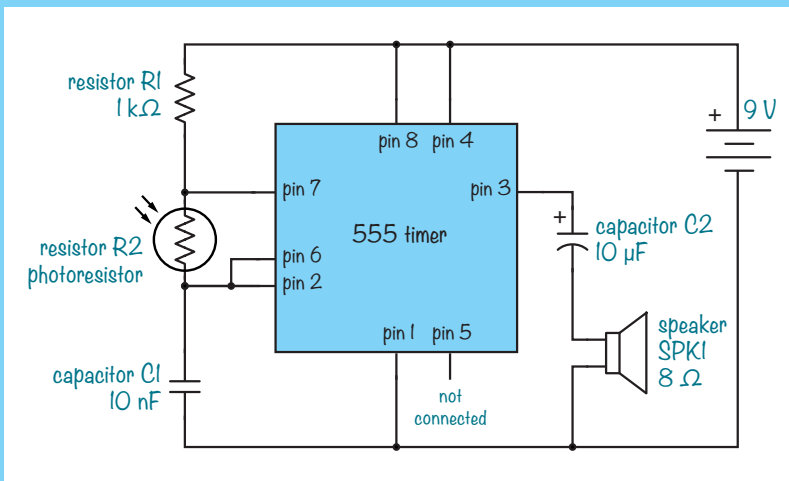 resistor R1
1 kΩ
pin 8 pin 4
+ 9 V
pin 7
pin 3
555 timer
+
capacitor C2
10 µF
resistor R2
photoresistor
pin 6
pin 2
pin 1 pin 5
speaker
SPK1
8 Ω
capacitor C1
10 nF
not
connected